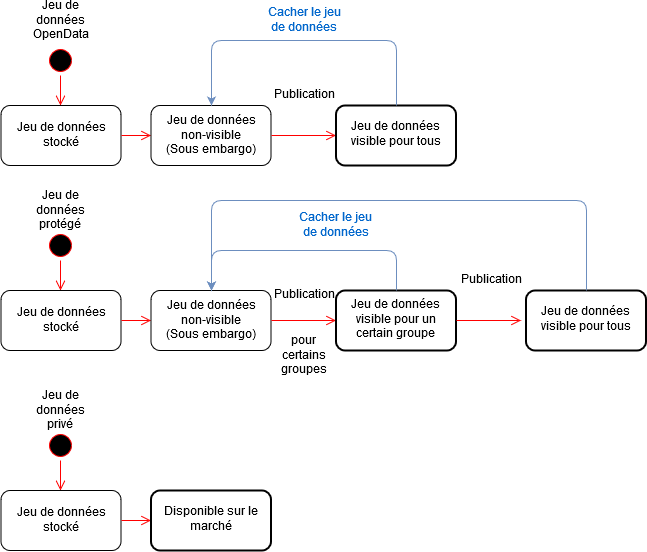 Jeu de
données
OpenData
Cacher le jeu
de données
Publication
Jeu de données
stocké
Jeu de données
non-visible
(Sous embargo)
Jeu de données
visible pour tous
Jeu de
données
protégé
Cacher le jeu
de données
Publication
Publication
Jeu de données
stocké
Jeu de données
non-visible
(Sous embargo)
pour
certains
groupes
Jeu de données
visible pour un
certain groupe
Jeu de données
visible pour tous
Jeu de
données
privé
Jeu de données
stocké
Disponible sur le
marché